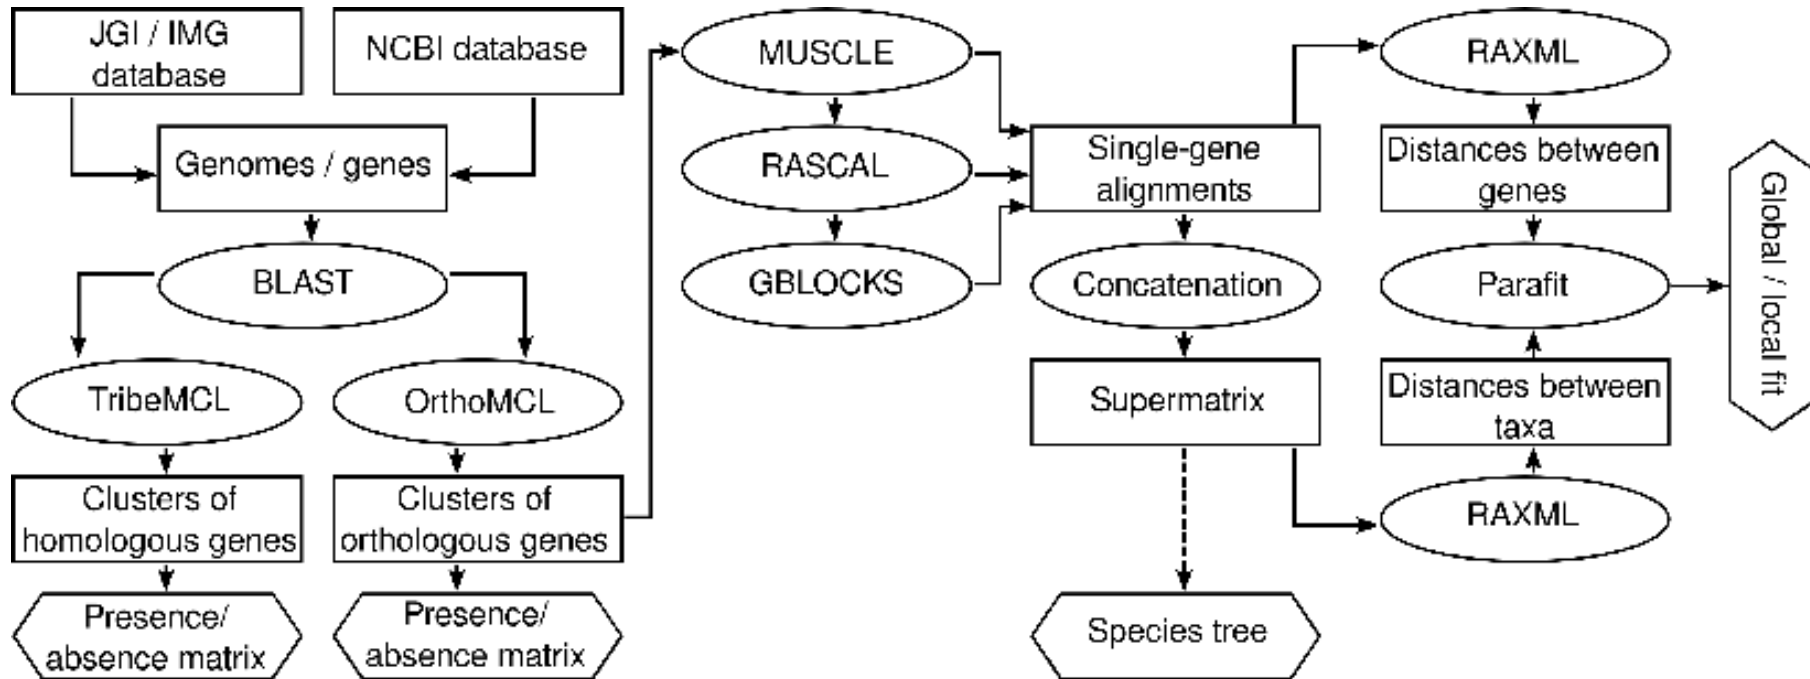 JGI / IMG
database
NCBI database
Genomes / genes
BLAST
TribeMCL
OrthoMCL
Clusters of
homologous genes
Clusters of
orthologous genes
Presence/
absence matrix
Presence/
absence matrix
MUSCLE
RASCAL
GBLOCKS
Single-gene
alignments
Concatenation
Supermatrix
Species tree
RAXML
Distances between
genes
Parafit
Distances between
taxa
RAXML
Global / local fit